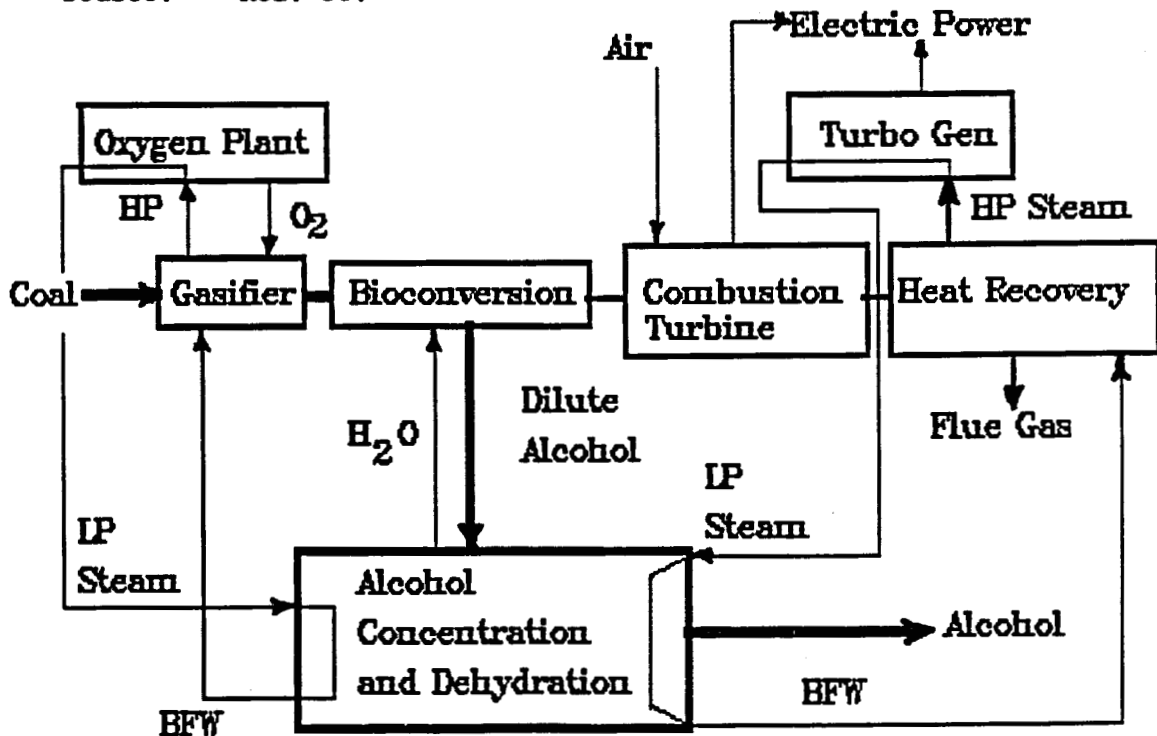 Electric Power
Air
Oxygen Plant
Turbo Gen
HP
O2
HP Steam
Coal
Gasifier
Bioconversion
Combustion
Turbine
Heat Recovery
H2O
Dilute
Alcohol
Flue Gas
LP
Steam
LP
Steam
Alcohol
Concentration
and Dehydration
Alcohol
BFW
BFW